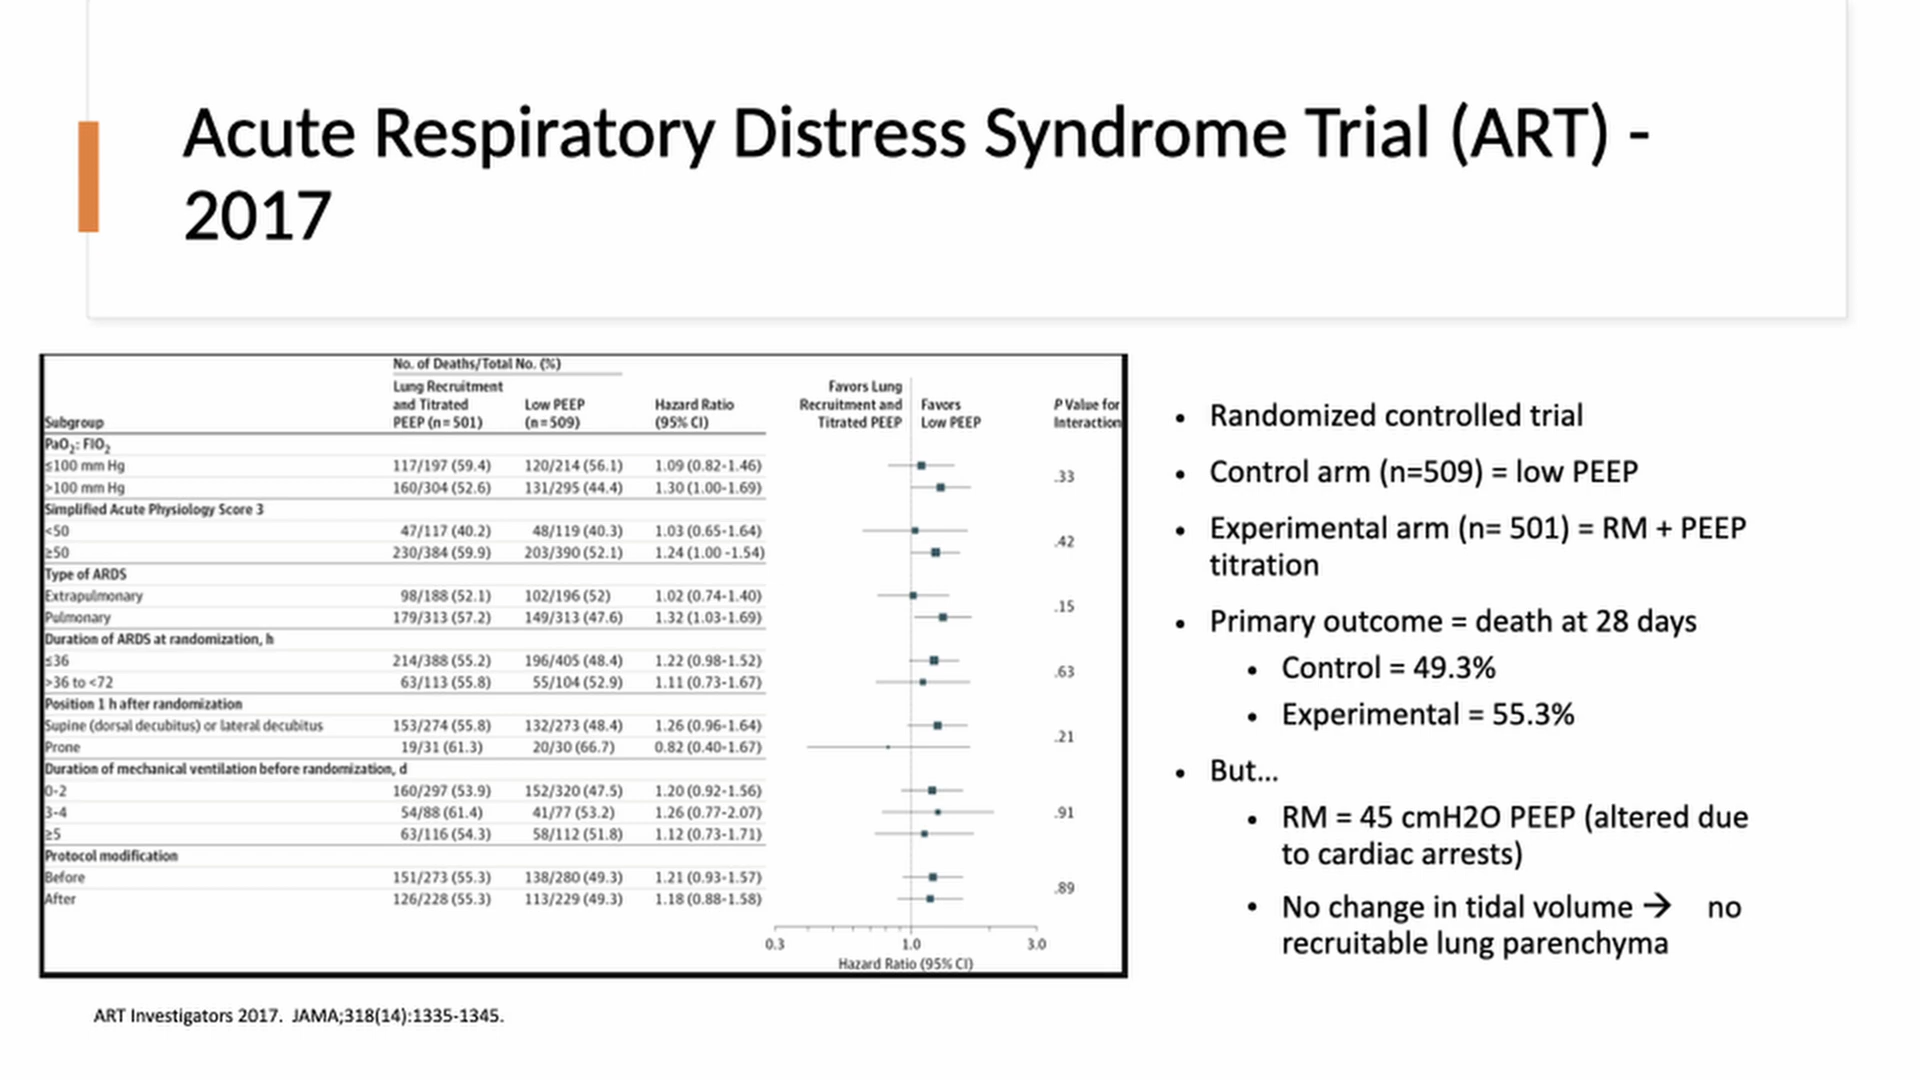 Acute Respiratory Distress Syndrome Trial (ART) -
2017
No. of Deaths/Total No. (%)
Subgroup
Lung Recruitment
and Titrated
PEEP (n=501)
Low PEEP
(n=509)
Hazard Ratio
(95% CI)
Favors Lung
Recruitment and
Titrated PEEP
Favors
Low PEEP
P Value for
Interaction
PaO2: FIO2
≤100 mm Hg 117/197 (59.4) 120/214 (56.1) 1.09 (0.82-1.46)
>100 mm Hg 160/304 (52.6) 131/295 (44.4) 1.30 (1.00-1.69)
.33
Simplified Acute Physiology Score 3
<50 47/117 (40.2) 48/119 (40.3) 1.03 (0.65-1.64)
≥50 230/384 (59.9) 203/390 (52.1) 1.24 (1.00 -1.54)
.42
Type of ARDS
Extrapulmonary 98/188 (52.1) 102/196 (52) 1.02 (0.74-1.40)
Pulmonary 179/313 (57.2) 149/313 (47.6) 1.32 (1.03-1.69)
.15
Duration of ARDS at randomization, h
≤36 214/388 (55.2) 196/405 (48.4) 1.22 (0.98-1.52)
>36 to <72 63/113 (55.8) 55/104 (52.9) 1.11 (0.73-1.67)
.63
Position 1 h after randomization
Supine (dorsal decubitus) or lateral decubitus 153/274 (55.8) 132/273 (48.4) 1.26 (0.96-1.64)
Prone 19/31 (61.3) 20/30 (66.7) 0.82 (0.40-1.67)
.21
Duration of mechanical ventilation before randomization, d
0-2 160/297 (53.9) 152/320 (47.5) 1.20 (0.92-1.56)
3-4 54/88 (61.4) 41/77 (53.2) 1.26 (0.77-2.07)
.91
≥5 63/116 (54.3) 58/112 (51.8) 1.12 (0.73-1.71)
Protocol modification
Before 151/273 (55.3) 138/280 (49.3) 1.21 (0.93-1.57)
After 126/228 (55.3) 113/229 (49.3) 1.18 (0.88-1.58)
.89
0.3 1.0 3.0
Hazard Ratio (95% CI)
• Randomized controlled trial
• Control arm (n=509) = low PEEP
• Experimental arm (n= 501) = RM + PEEP
titration
• Primary outcome = death at 28 days
• Control = 49.3%
• Experimental = 55.3%
• But...
• RM = 45 cmH2O PEEP (altered due
to cardiac arrests)
• No change in tidal volume → no
recruitable lung parenchyma
ART Investigators 2017. JAMA;318(14):1335-1345.